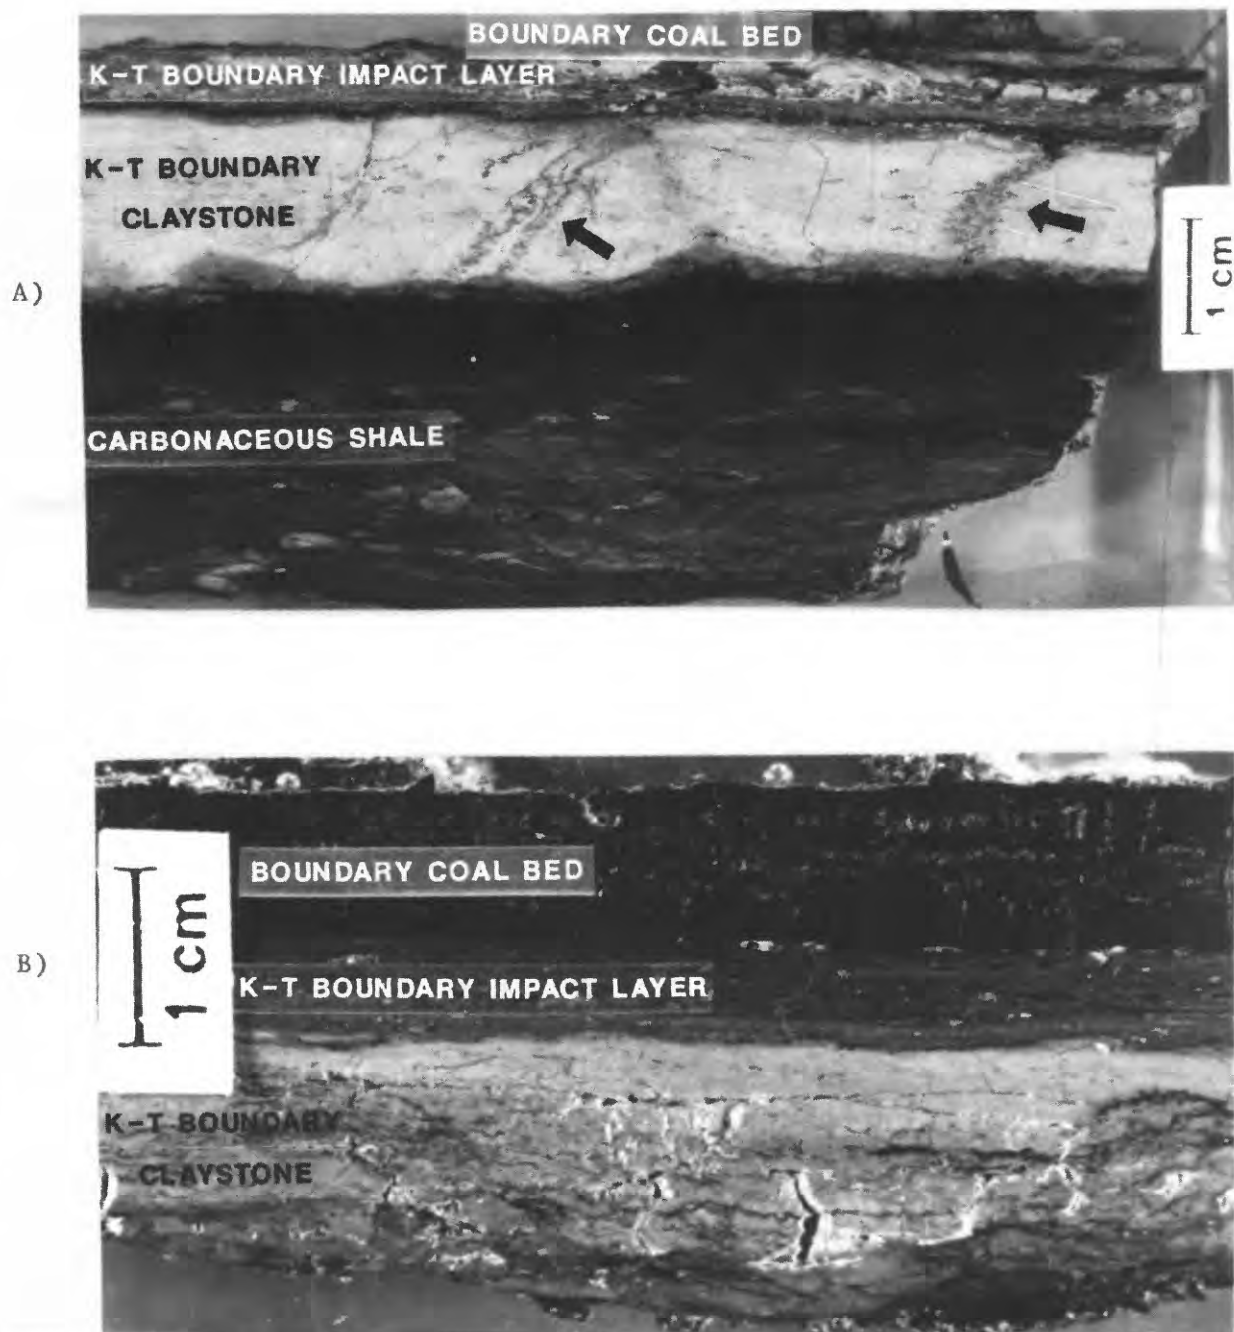 BOUNDARY COAL BED
K-T BOUNDARY IMPACT LAYER
K-T BOUNDARY
CLAYSTONE
A)
1 cm
CARBONACEOUS SHALE
BOUNDARY COAL BED
1 cm
B)
K-T BOUNDARY IMPACT LAYER
K-T BOUNDARY
CLAYSTONE